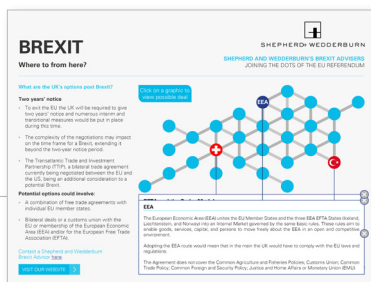 BREXIT
Where to from here?
SHEPHERD+ WEDDERBURN
SHEPHERD AND WEDDERBURN'S BREXIT ADVISERS
JOINING THE DOTS OF THE EU REFERENDUM
What are the UK's options post Brexit?
Two years' notice
- To exit the EU the UK will be required to give
two years' notice and numerous interim and
transitional measures would be put in place
during this time.
- The complexity of the negotiations may impact
on the time frame for a Brexit, extending it
beyond the two-year notice period.
- The Transatlantic Trade and Investment
Partnership (TTIP), a bilateral trade agreement
currently being negotiated between the EU and
the US, being an additional consideration to a
potential Brexit.
Potential options could involve:
- A combination of free trade agreements with
individual EU member states.
- Bilateral deals or a customs union with the
EU or membership of the European Economic
Area (EEA) and/or for the European Free Trade
Association (EFTA).
Contact a Shepherd and Wedderburn
Brexit Advisor here.
VISIT OUR WEBSITE
Click on a graphic to
view possible deal
EEA
EEA
The European Economic Area (EEA) unites the EU Member States and the three EEA EFTA States (Iceland,
Liechtenstein, and Norway) into an Internal Market governed by the same basic rules. These rules aim to
enable goods, services, capital, and persons to move freely about the EEA in an open and competitive
environment.
Adopting the EEA route would mean that in the main the UK would have to comply with the EU laws and
regulations.
The Agreement does not cover the Common Agriculture and Fisheries Policies; Customs Union; Common
Trade Policy; Common Foreign and Security Policy; Justice and Home Affairs or Monetary Union (EMU).